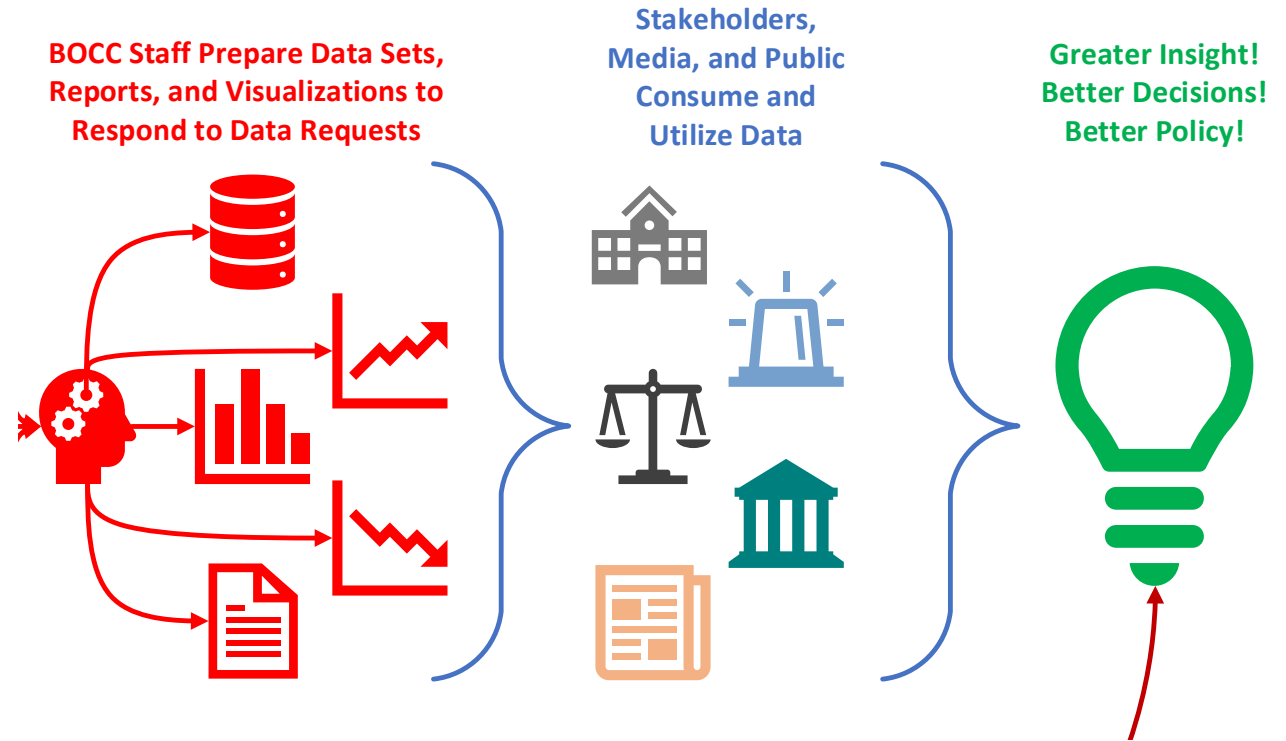 BOCC Staff Prepare Data Sets,
Reports, and Visualizations to
Respond to Data Requests
Stakeholders,
Media, and Public
Consume and
Utilize Data
Greater Insight!
Better Decisions!
Better Policy!